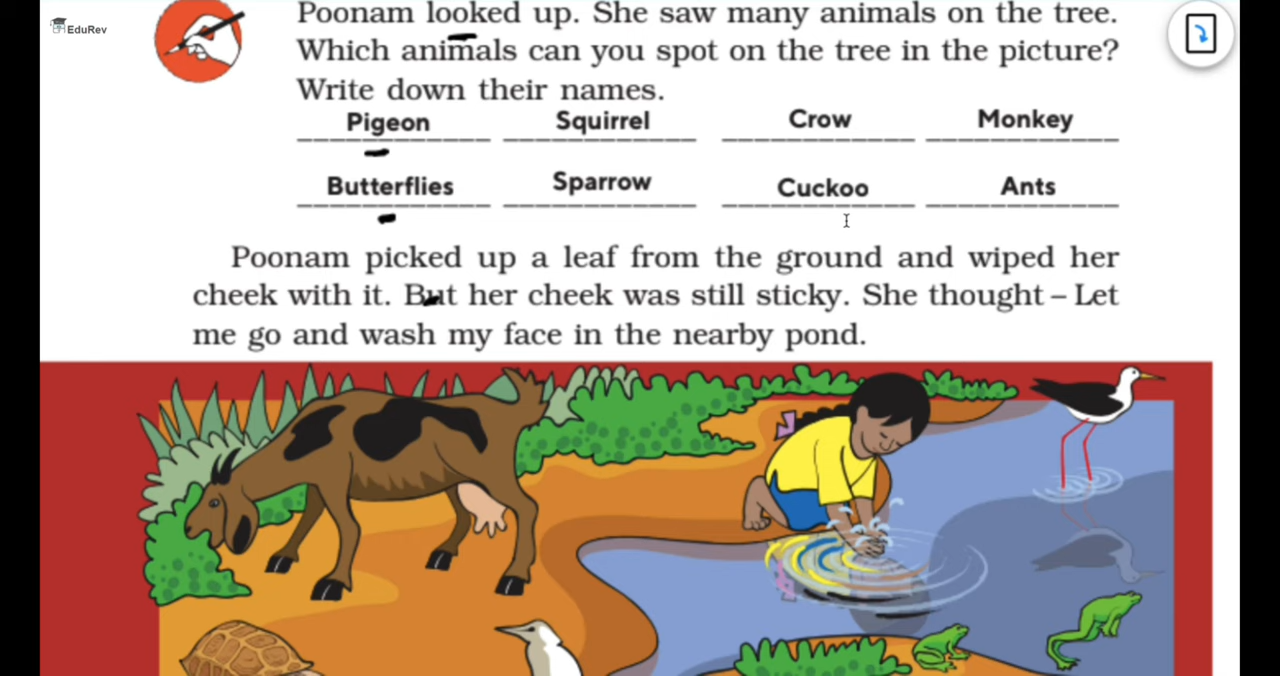 EduRev
Poonam looked up. She saw many animals on the tree.
Which animals can you spot on the tree in the picture?
Write down their names.
Pigeon Squirrel Crow Monkey
Butterflies Sparrow Cuckoo Ants
Poonam picked up a leaf from the ground and wiped her
cheek with it. But her cheek was still sticky. She thought – Let
me go and wash my face in the nearby pond.